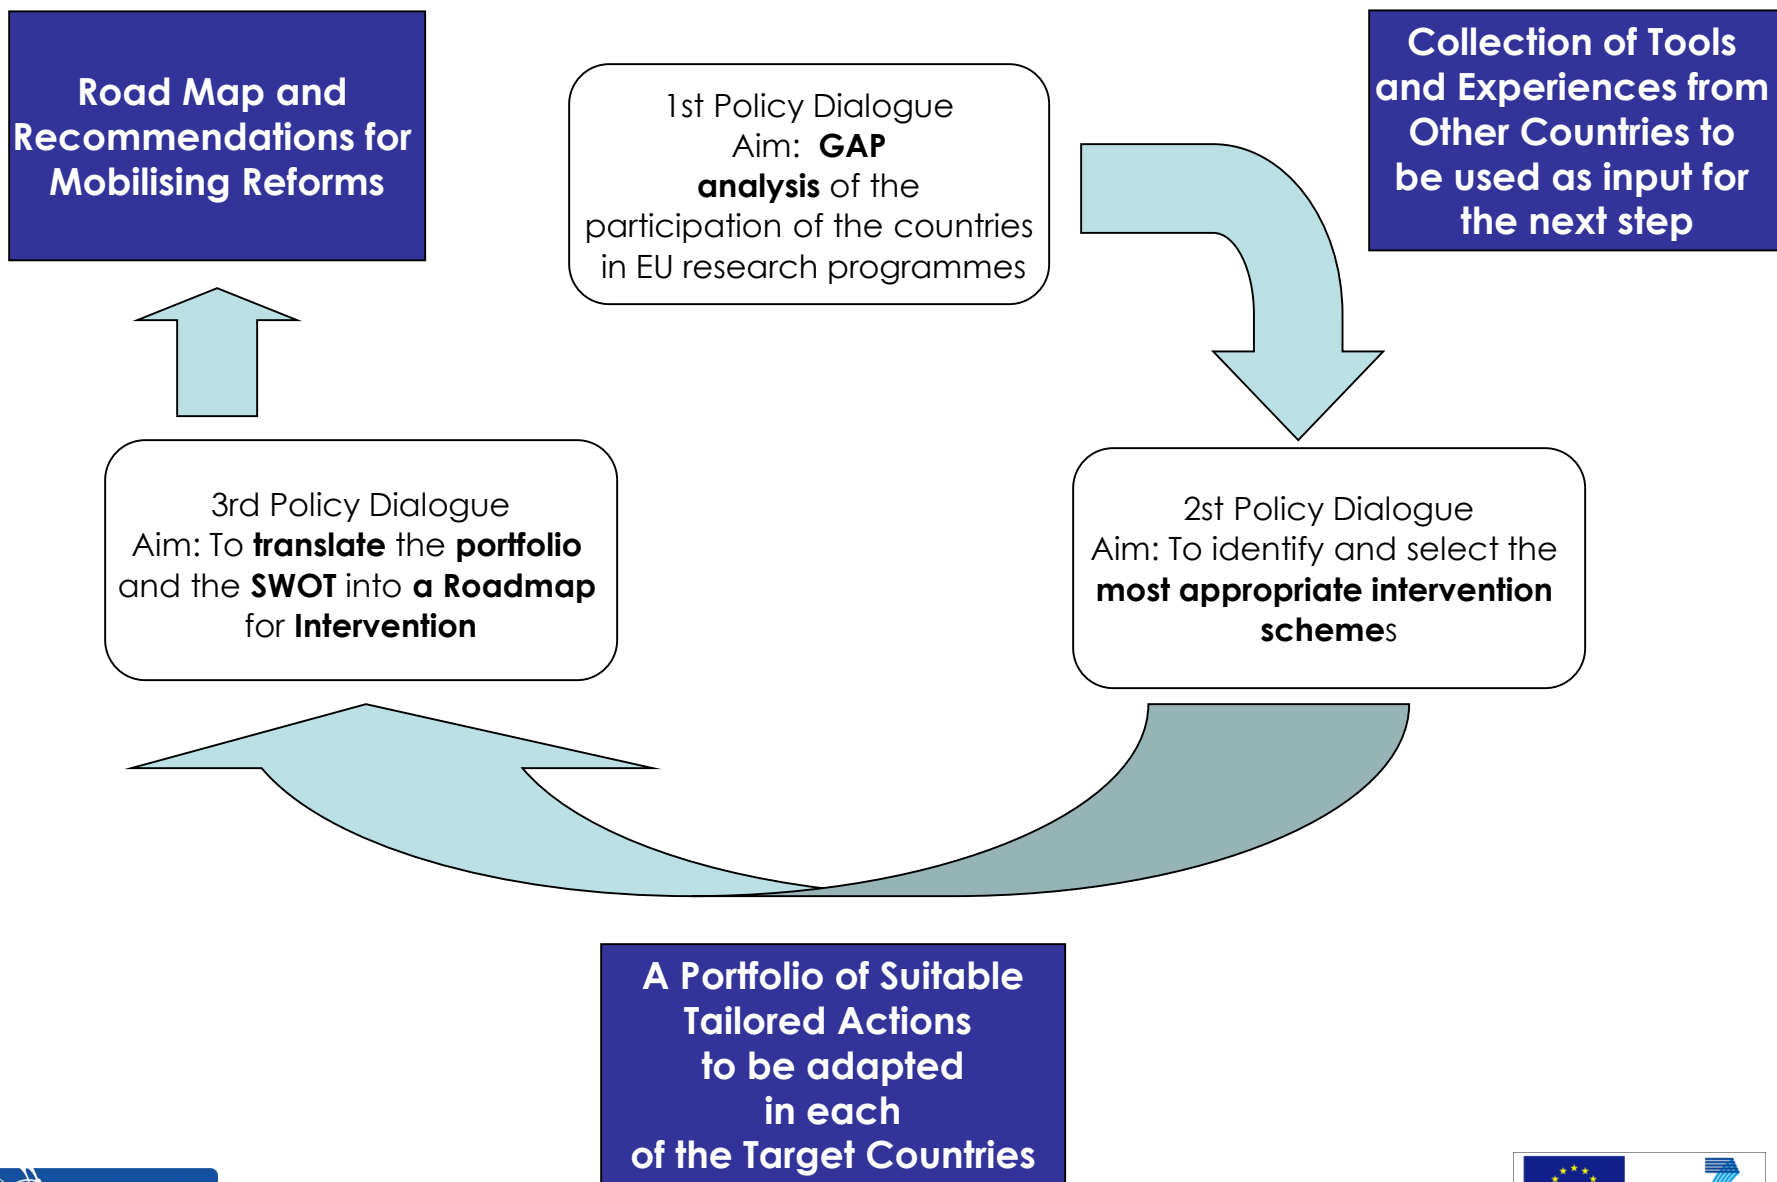 Road Map and
Recommendations for
Mobilising Reforms
1st Policy Dialogue
Aim: GAP
analysis of the
participation of the countries
in EU research programmes
Collection of Tools
and Experiences from
Other Countries to
be used as input for
the next step
3rd Policy Dialogue
Aim: To translate the portfolio
and the SWOT into a Roadmap
for Intervention
2st Policy Dialogue
Aim: To identify and select the
most appropriate intervention
schemes
A Portfolio of Suitable
Tailored Actions
to be adapted
in each
of the Target Countries